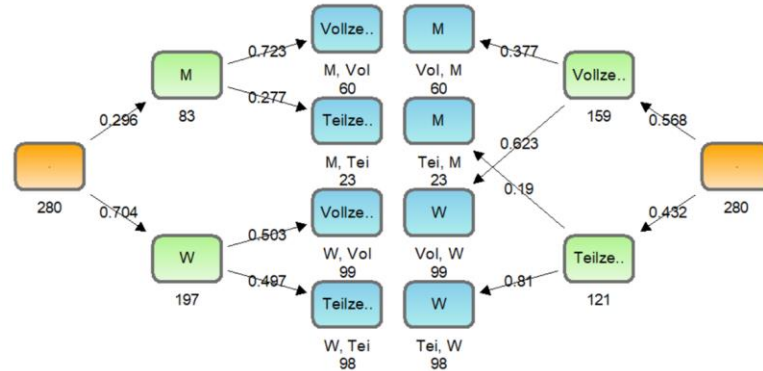 Vollze.. M
M 0.723 0.377 Vollze..
M, Vol Vol, M
83 0.277 60 60 159
0.296 Teilze.. M 0.568
. 0.623 .
M, Tei Tei, M
280 23 23 0.19 280
0.704 Vollze.. W 0.432
W 0.503 Teilze..
W, Vol Vol, W
197 0.497 99 99 0.81 121
Teilze.. W
W, Tei Tei, W
98 98